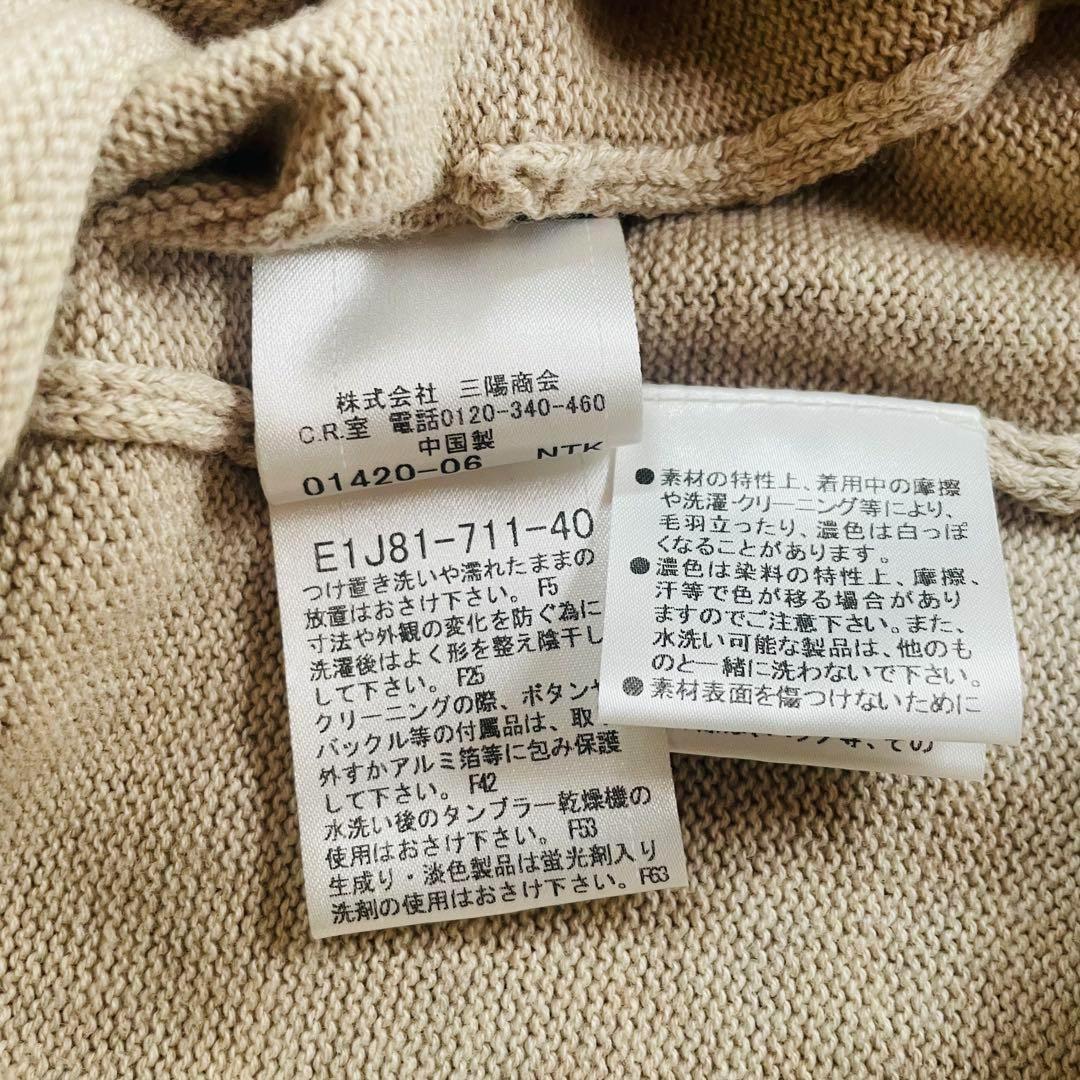 株式会社 三陽商会
C.R.室 電話0120-340-460
中国製
01420-06 NTK
E1J81-711-40
つけ置き洗いや濡れたままの
放置はおさけ下さい。 F5
寸法や外観の変化を防ぐ為に
洗濯後はよく形を整え陰干し
して下さい。 F25
クリーニングの際、ボタンや
バックル等の付属品は、取
外すかアルミ箔等に包み保護
して下さい。 F42
水洗い後のタンブラー乾燥機の
使用はおさけ下さい。 F53
生成り・淡色製品は蛍光剤入り
洗剤の使用はおさけ下さい。F63
●素材の特性上、着用中の摩擦
や洗濯・クリーニング等により、
毛羽立ったり、濃色は白っぽ
くなることがあります。
●濃色は染料の特性上、摩擦、
汗等で色が移る場合があり
ますのでご注意下さい。また、
水洗い可能な製品は、他のも
のと一緒に洗わないで下さい。
●素材表面を傷つけないために
等、その